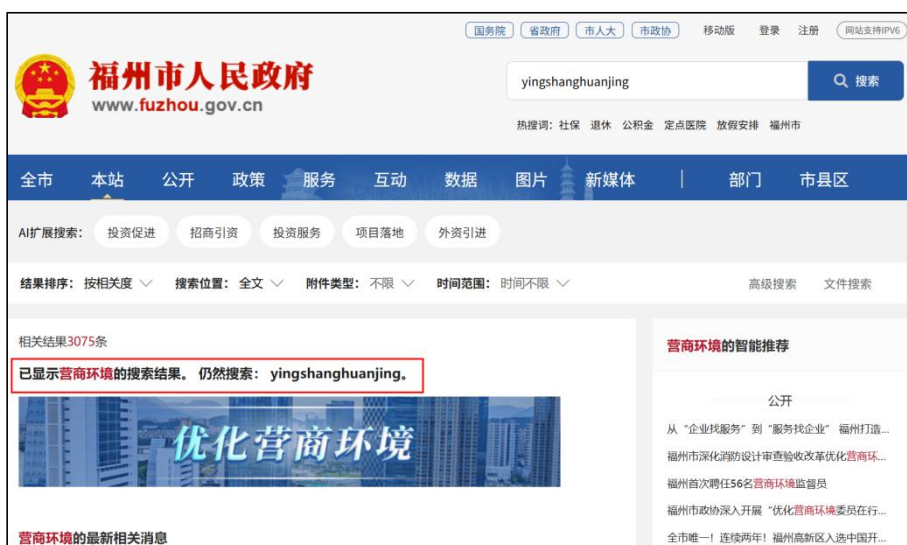 国务院 省政府 市人大 市政协 移动版 登录 注册 网站支持IPV6
福州市人民政府
www.fuzhou.gov.cn
yingshanghuanjing 搜索
热搜词：社保 退休 公积金 定点医院 放假安排 福州市
全市 本站 公开 政策 服务 互动 数据 图片 新媒体 | 部门 市县区
AI扩展搜索： 投资促进 招商引资 投资服务 项目落地 外资引进
结果排序：按相关度 搜索位置：全文 附件类型：不限 时间范围：时间不限 高级搜索 文件搜索
相关结果3075条
已显示营商环境的搜索结果。仍然搜索： yingshanghuanjing。
优化营商环境
营商环境的最新相关消息
营商环境的智能推荐
公开
从“企业找服务”到“服务找企业” 福州打造...
福州市深化消防设计审查验收改革优化营商环...
福州首次聘任56名营商环境监督员
福州市政协深入开展“优化营商环境委员在行...
全市唯一！连续两年！福州高新区入选中国开...